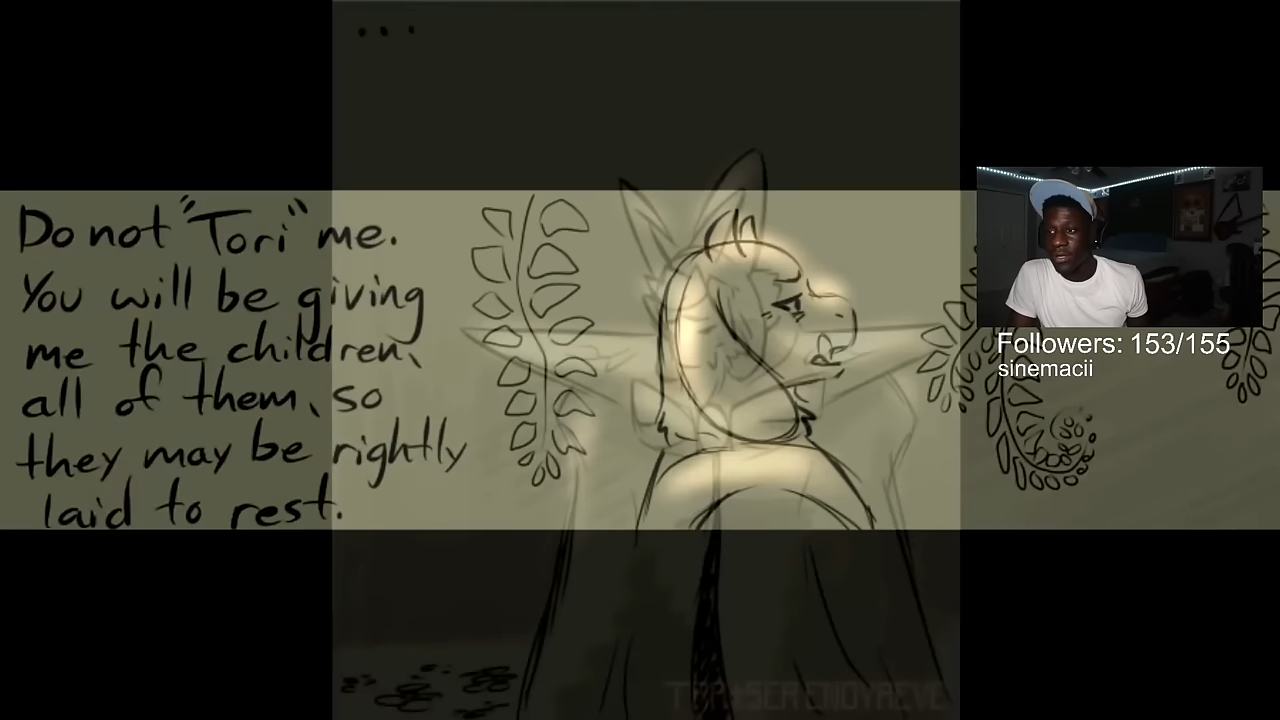 ...
Do not "Tori" me.
You will be giving
me the children,
all of them, so
they may be rightly
laid to rest.
Followers: 153/155
sinemacii